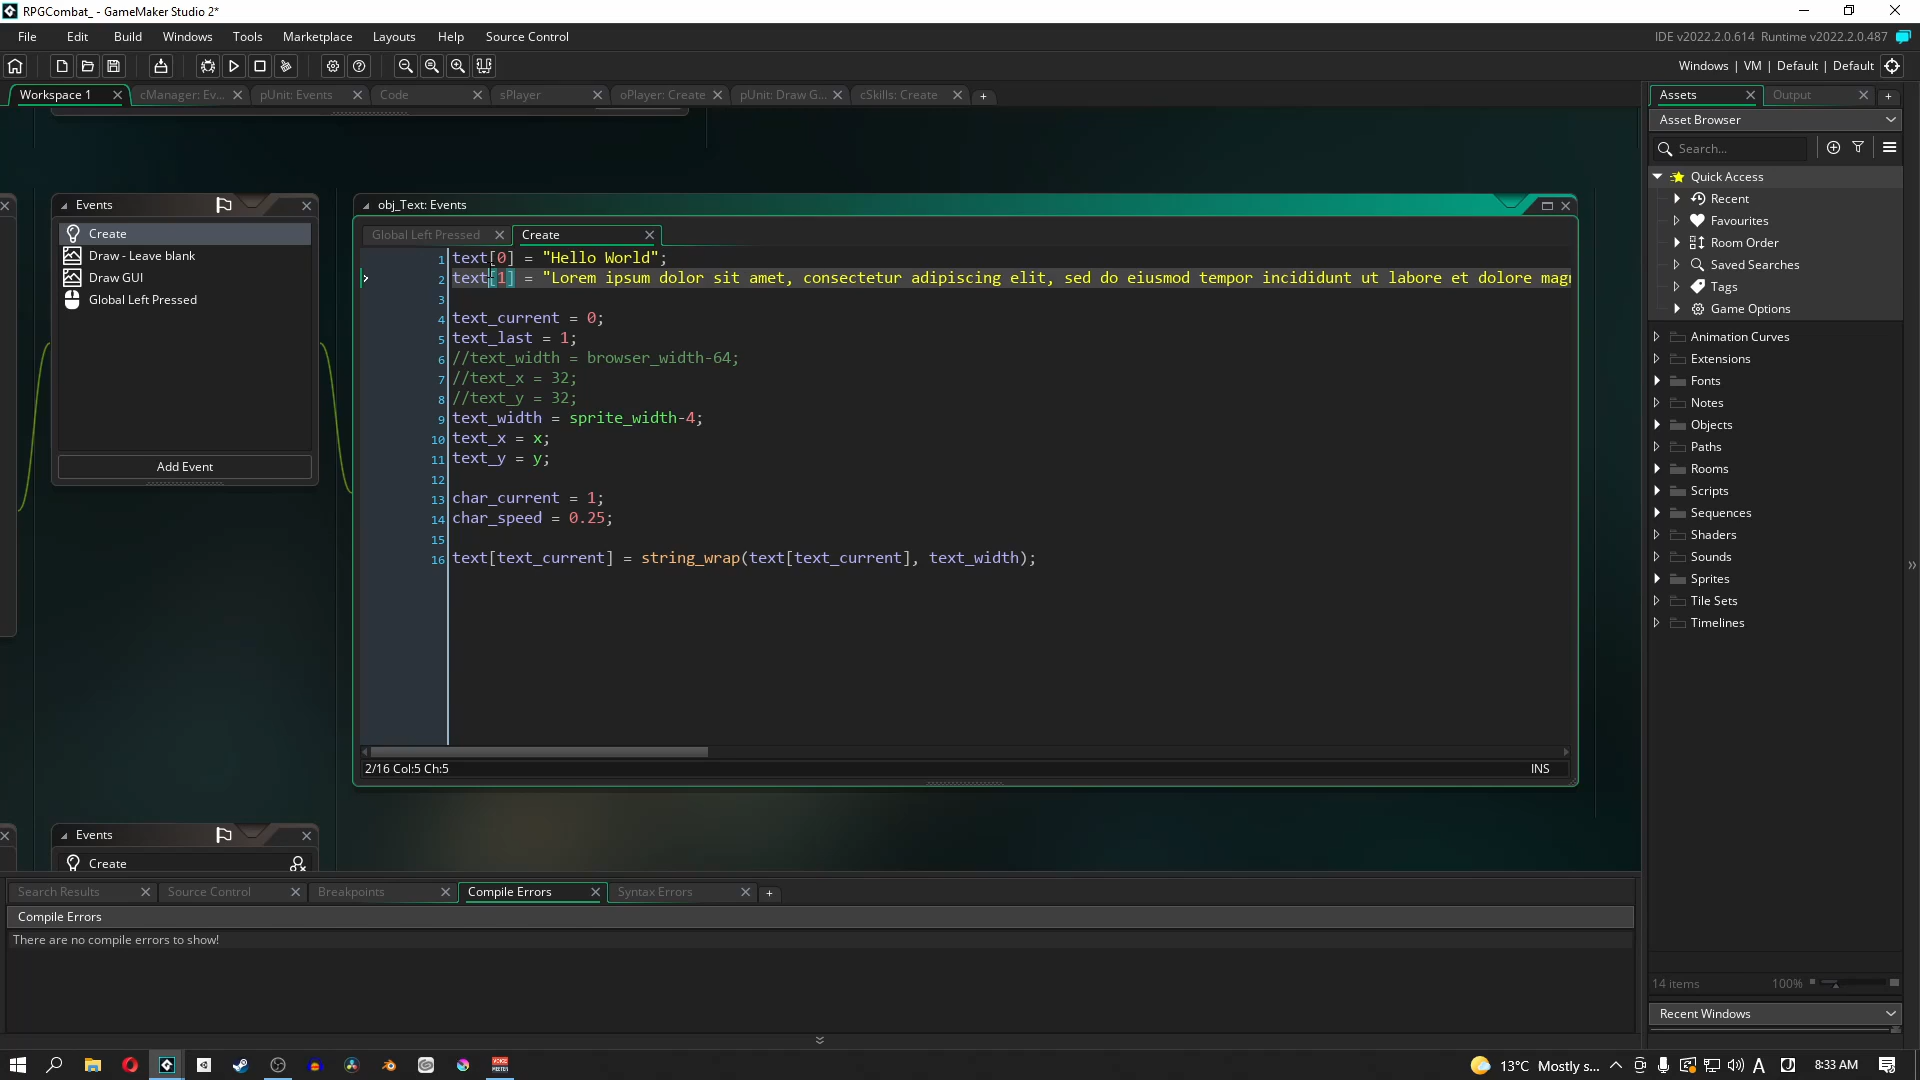 RPGCombat_ - GameMaker Studio 2*
File Edit Build Windows Tools Marketplace Layouts Help Source Control
IDE v2022.2.0.614 Runtime v2022.2.0.487
Windows | VM | Default | Default
Workspace 1
cManager: Ev...
pUnit: Events
Code
sPlayer
oPlayer: Create
pUnit: Draw G...
cSkills: Create
Events
Create
Draw - Leave blank
Draw GUI
Global Left Pressed
Add Event
obj_Text: Events
Global Left Pressed
Create
1 text[0] = "Hello World";
2 text[1] = "Lorem ipsum dolor sit amet, consectetur adipiscing elit, sed do eiusmod tempor incididunt ut labore et dolore mag
3
4 text_current = 0;
5 text_last = 1;
6 //text_width = browser_width-64;
7 //text_x = 32;
8 //text_y = 32;
9 text_width = sprite_width-4;
10 text_x = x;
11 text_y = y;
12
13 char_current = 1;
14 char_speed = 0.25;
15
16 text[text_current] = string_wrap(text[text_current], text_width);
2/16 Col:5 Ch:5
INS
Events
Create
Search Results
Source Control
Breakpoints
Compile Errors
Syntax Errors
Compile Errors
There are no compile errors to show!
Assets
Output
Asset Browser
Search...
Quick Access
Recent
Favourites
Room Order
Saved Searches
Tags
Game Options
Animation Curves
Extensions
Fonts
Notes
Objects
Paths
Rooms
Scripts
Sequences
Shaders
Sounds
Sprites
Tile Sets
Timelines
14 items
100%
Recent Windows
13°C Mostly s...
A
8:33 AM